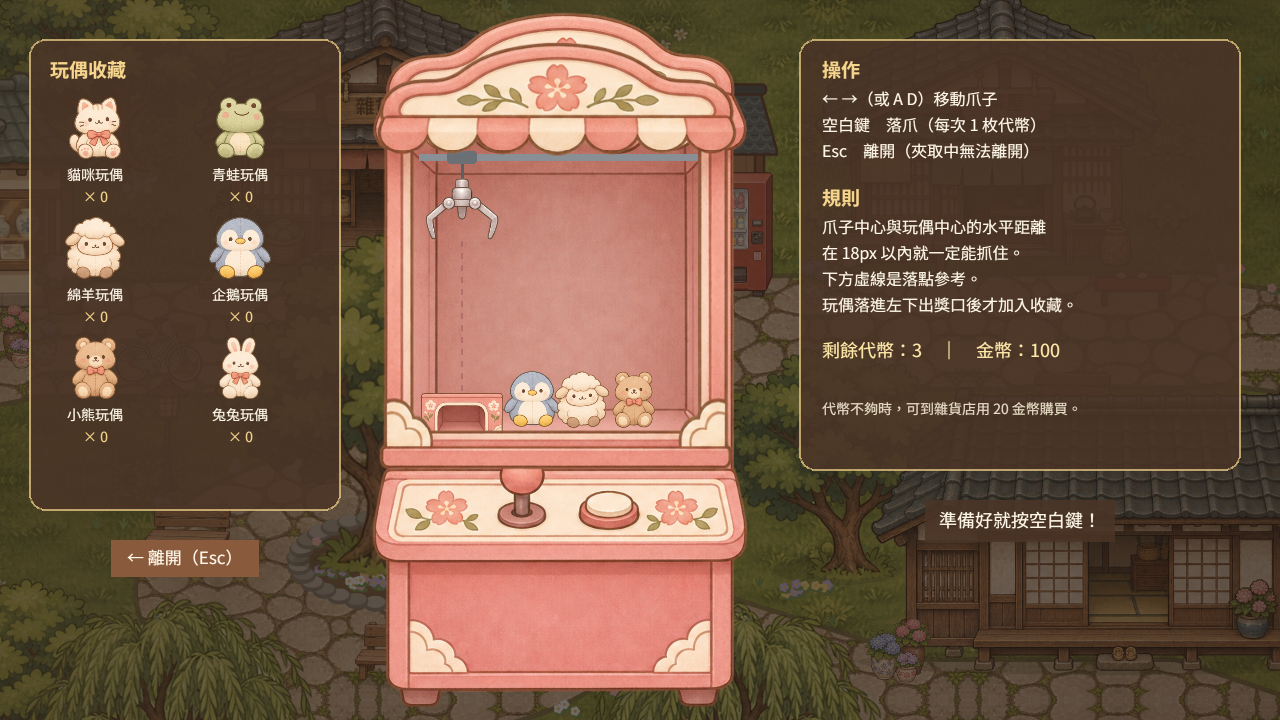 玩偶收藏
貓咪玩偶
× 0
青蛙玩偶
× 0
綿羊玩偶
× 0
企鵝玩偶
× 0
小熊玩偶
× 0
兔兔玩偶
× 0
← 離開（Esc）
雜
操作
← →（或 A D）移動爪子
空白鍵　落爪（每次 1 枚代幣）
Esc　離開（夾取中無法離開）
規則
爪子中心與玩偶中心的水平距離
在 18px 以內就一定能抓住。
下方虛線是落點參考。
玩偶落進左下出獎口後才加入收藏。
剩餘代幣：3　｜　金幣：100
代幣不夠時，可到雜貨店用 20 金幣購買。
準備好就按空白鍵！